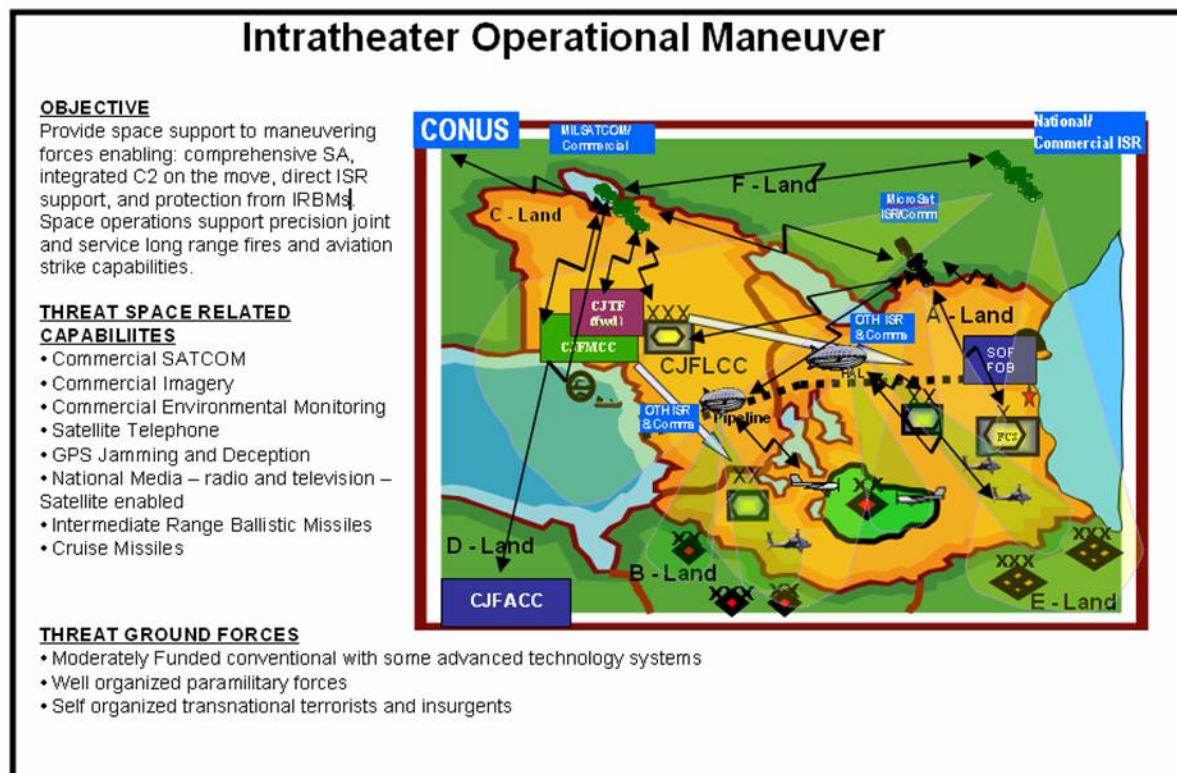 Intratheater Operational Maneuver
OBJECTIVE
Provide space support to maneuvering
forces enabling: comprehensive SA,
integrated C2 on the move, direct ISR
support, and protection from IRBMs.
Space operations support precision joint
and service long range fires and aviation
strike capabilities.
THREAT SPACE RELATED
CAPABILIITES
• Commercial SATCOM
• Commercial Imagery
• Commercial Environmental Monitoring
• Satellite Telephone
• GPS Jamming and Deception
• National Media – radio and television –
Satellite enabled
• Intermediate Range Ballistic Missiles
• Cruise Missiles
THREAT GROUND FORCES
• Moderately Funded conventional with some advanced technology systems
• Well organized paramilitary forces
• Self organized transnational terrorists and insurgents
CONUS
MILSATCOM/
Commercial
National/
Commercial ISR
F - Land
C - Land
MicroSat
ISR/Comm
CJTF
(fwd)
CJFMCC
XXX
CJFLCC
OTH ISR
& Comms
A - Land
SOF
FOB
HAL
XX
X
FCS
OTH ISR
& Comms
Pipeline
XX
XX
D - Land
B - Land
XX
XXX
XX
XXX
XXX
E - Land
CJFACC